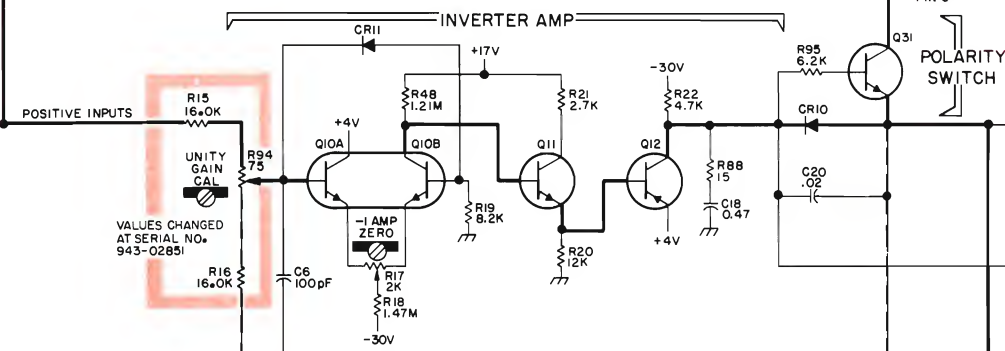 INVERTER AMP
CR11
+17V
Q31
R95
6.2K
POLARITY
SWITCH
-30V
R15
16.0K
POSITIVE INPUTS
R48
1.21M
R21
2.7K
R22
4.7K
CR10
+4V
Q10A
Q10B
Q11
Q12
UNITY
GAIN
CAL
R94
75
R88
15
C20
.02
VALUES CHANGED
AT SERIAL NO.
943-02851
-1 AMP
ZERO
R19
8.2K
C18
0.47
+4V
R16
16.0K
C6
100pF
R17
2K
R18
1.47M
R20
12K
-30V